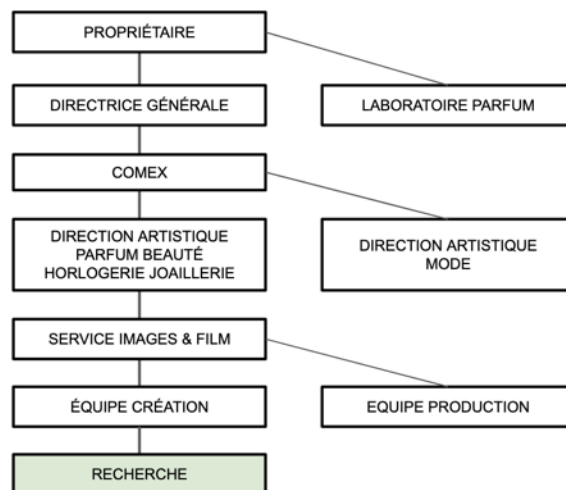 PROPRIÉTAIRE
DIRECTRICE GÉNÉRALE
LABORATOIRE PARFUM
COMEX
DIRECTION ARTISTIQUE
PARFUM BEAUTÉ
HORLOGERIE JOAILLERIE
DIRECTION ARTISTIQUE
MODE
SERVICE IMAGES & FILM
ÉQUIPE CRÉATION
EQUIPE PRODUCTION
RECHERCHE